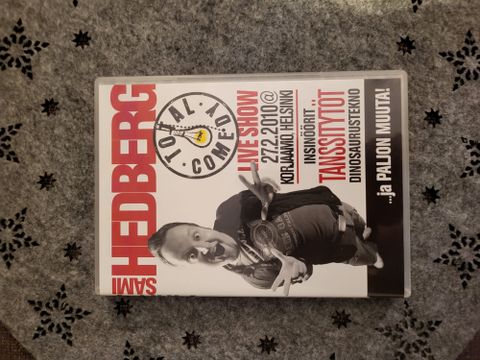 SAMI
HEDBERG
TOTAL
COMEDY
LIVE SHOW
27.2.2010@
KORJAAMO, HELSINKI
INSINÖÖRIT
TANSSITYTÖT
DINOSAURUSTEKNO
...ja PALJON MUUTA!